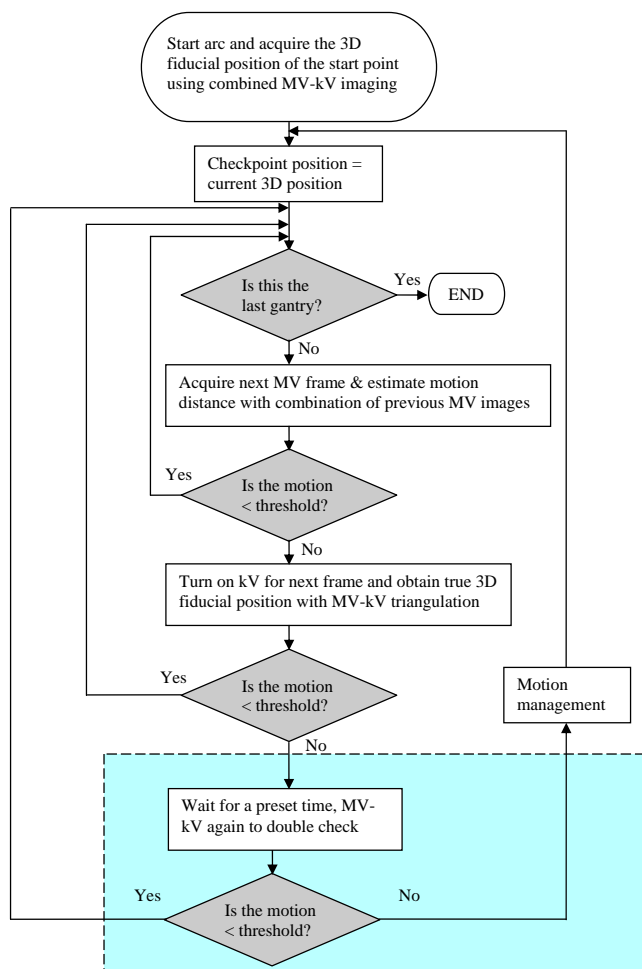 Start arc and acquire the 3D
fiducial position of the start point
using combined MV-kV imaging
Checkpoint position =
current 3D position
Is this the
last gantry?
Yes
END
No
Acquire next MV frame & estimate motion
distance with combination of previous MV images
Yes
Is the motion
< threshold?
No
Turn on kV for next frame and obtain true 3D
fiducial position with MV-kV triangulation
Yes
Is the motion
< threshold?
Motion
management
No
Wait for a preset time, MV-
kV again to double check
Yes
No
Is the motion
< threshold?